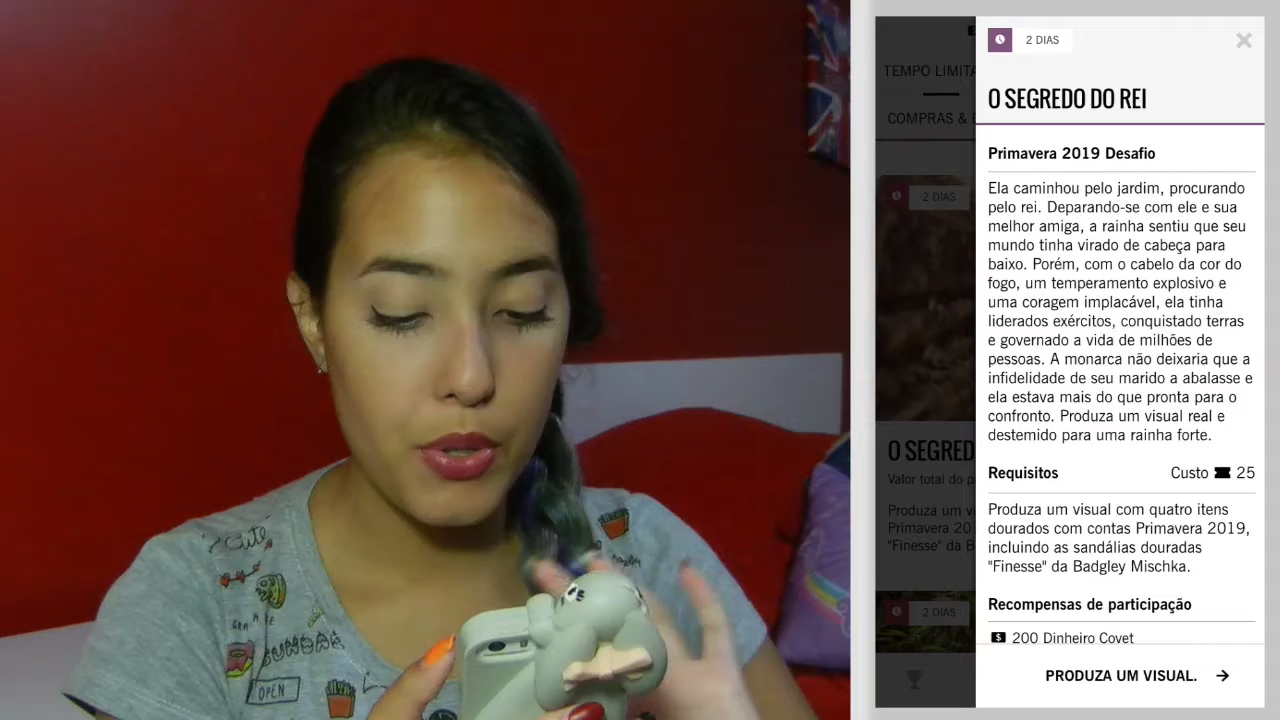 2 DIAS
O SEGREDO DO REI
Primavera 2019 Desafio
Ela caminhou pelo jardim, procurando
pelo rei. Deparando-se com ele e sua
melhor amiga, a rainha sentiu que seu
mundo tinha virado de cabeça para
baixo. Porém, com o cabelo da cor do
fogo, um temperamento explosivo e
uma coragem implacável, ela tinha
liderados exércitos, conquistado terras
e governado a vida de milhões de
pessoas. A monarca não deixaria que a
infidelidade de seu marido a abalasse e
ela estava mais do que pronta para o
confronto. Produza um visual real e
destemido para uma rainha forte.
Requisitos Custo 25
Produza um visual com quatro itens
dourados com contas Primavera 2019,
incluindo as sandálias douradas
"Finesse" da Badgley Mischka.
Recompensas de participação
$ 200 Dinheiro Covet
PRODUZA UM VISUAL. →
TEMPO LIMITA
COMPRAS &
2 DIAS
O SEGRED
Valor total do p
Produza um v
Primavera 20
"Finesse" da B
2 DIAS
cute
OPEN